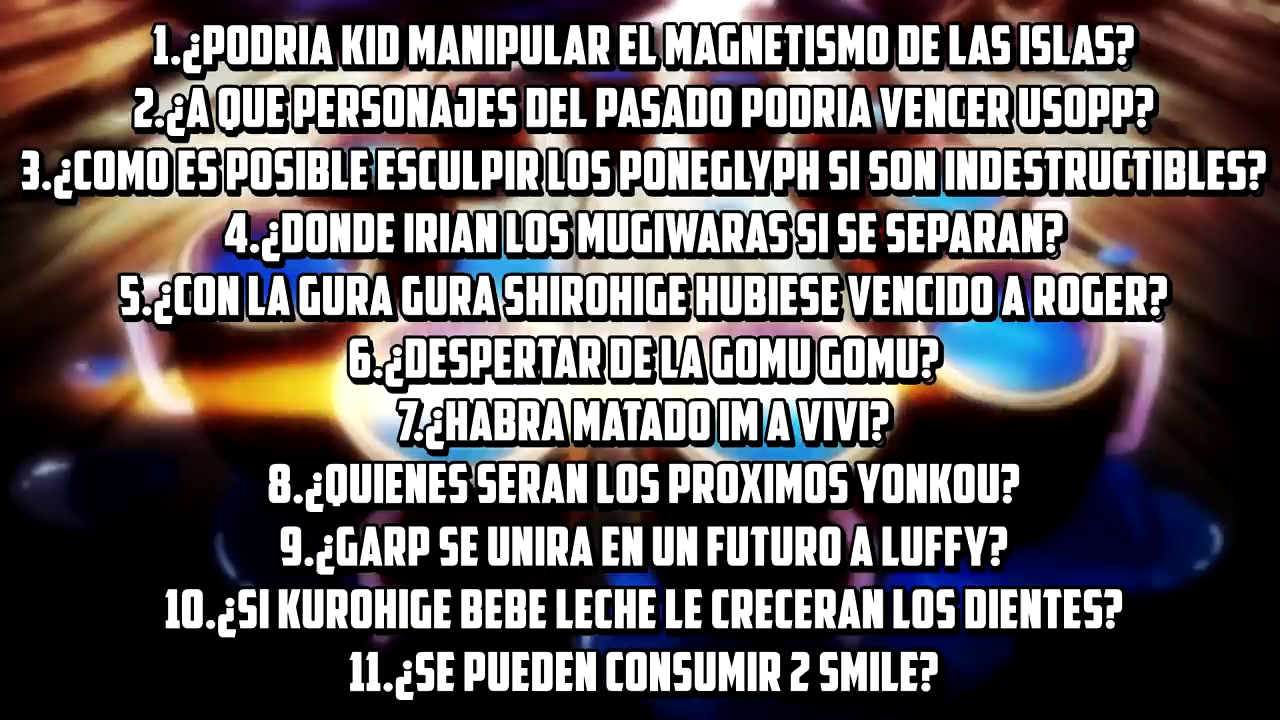 1.¿PODRIA KID MANIPULAR EL MAGNETISMO DE LAS ISLAS?
2.¿A QUE PERSONAJES DEL PASADO PODRIA VENCER USOPP?
3.¿COMO ES POSIBLE ESCULPIR LOS PONEGLYPH SI SON INDESTRUCTIBLES?
4.¿DONDE IRIAN LOS MUGIWARAS SI SE SEPARAN?
5.¿CON LA GURA GURA SHIROHIGE HUBIESE VENCIDO A ROGER?
6.¿DESPERTAR DE LA GOMU GOMU?
7.¿HABRA MATADO IM A VIVI?
8.¿QUIENES SERAN LOS PROXIMOS YONKOU?
9.¿GARP SE UNIRA EN UN FUTURO A LUFFY?
10.¿SI KUROHIGE BEBE LECHE LE CRECERAN LOS DIENTES?
11.¿SE PUEDEN CONSUMIR 2 SMILE?